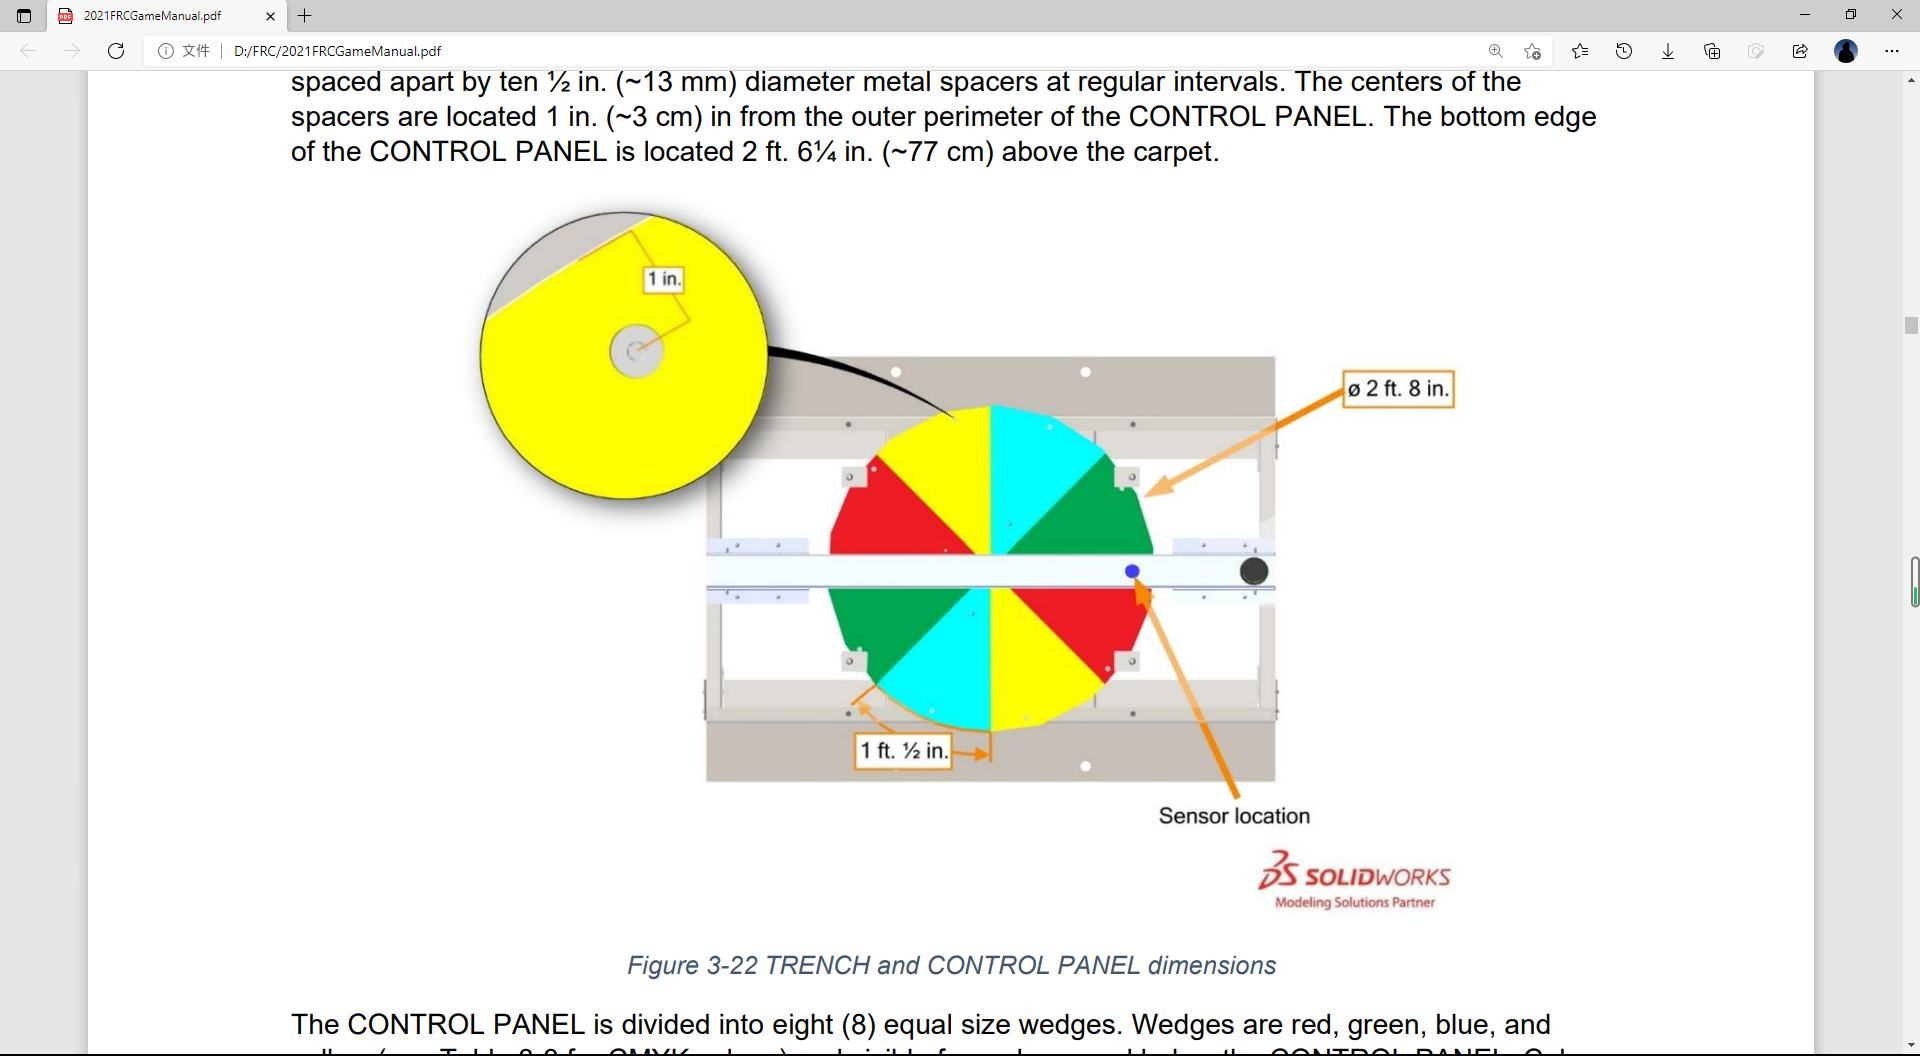 2021FRCGameManual.pdf
文件 D:/FRC/2021FRCGameManual.pdf
spaced apart by ten ½ in. (~13 mm) diameter metal spacers at regular intervals. The centers of the
spacers are located 1 in. (~3 cm) in from the outer perimeter of the CONTROL PANEL. The bottom edge
of the CONTROL PANEL is located 2 ft. 6¼ in. (~77 cm) above the carpet.
1 in.
ø 2 ft. 8 in.
1 ft. ½ in.
Sensor location
SOLIDWORKS
Modeling Solutions Partner
Figure 3-22 TRENCH and CONTROL PANEL dimensions
The CONTROL PANEL is divided into eight (8) equal size wedges. Wedges are red, green, blue, and